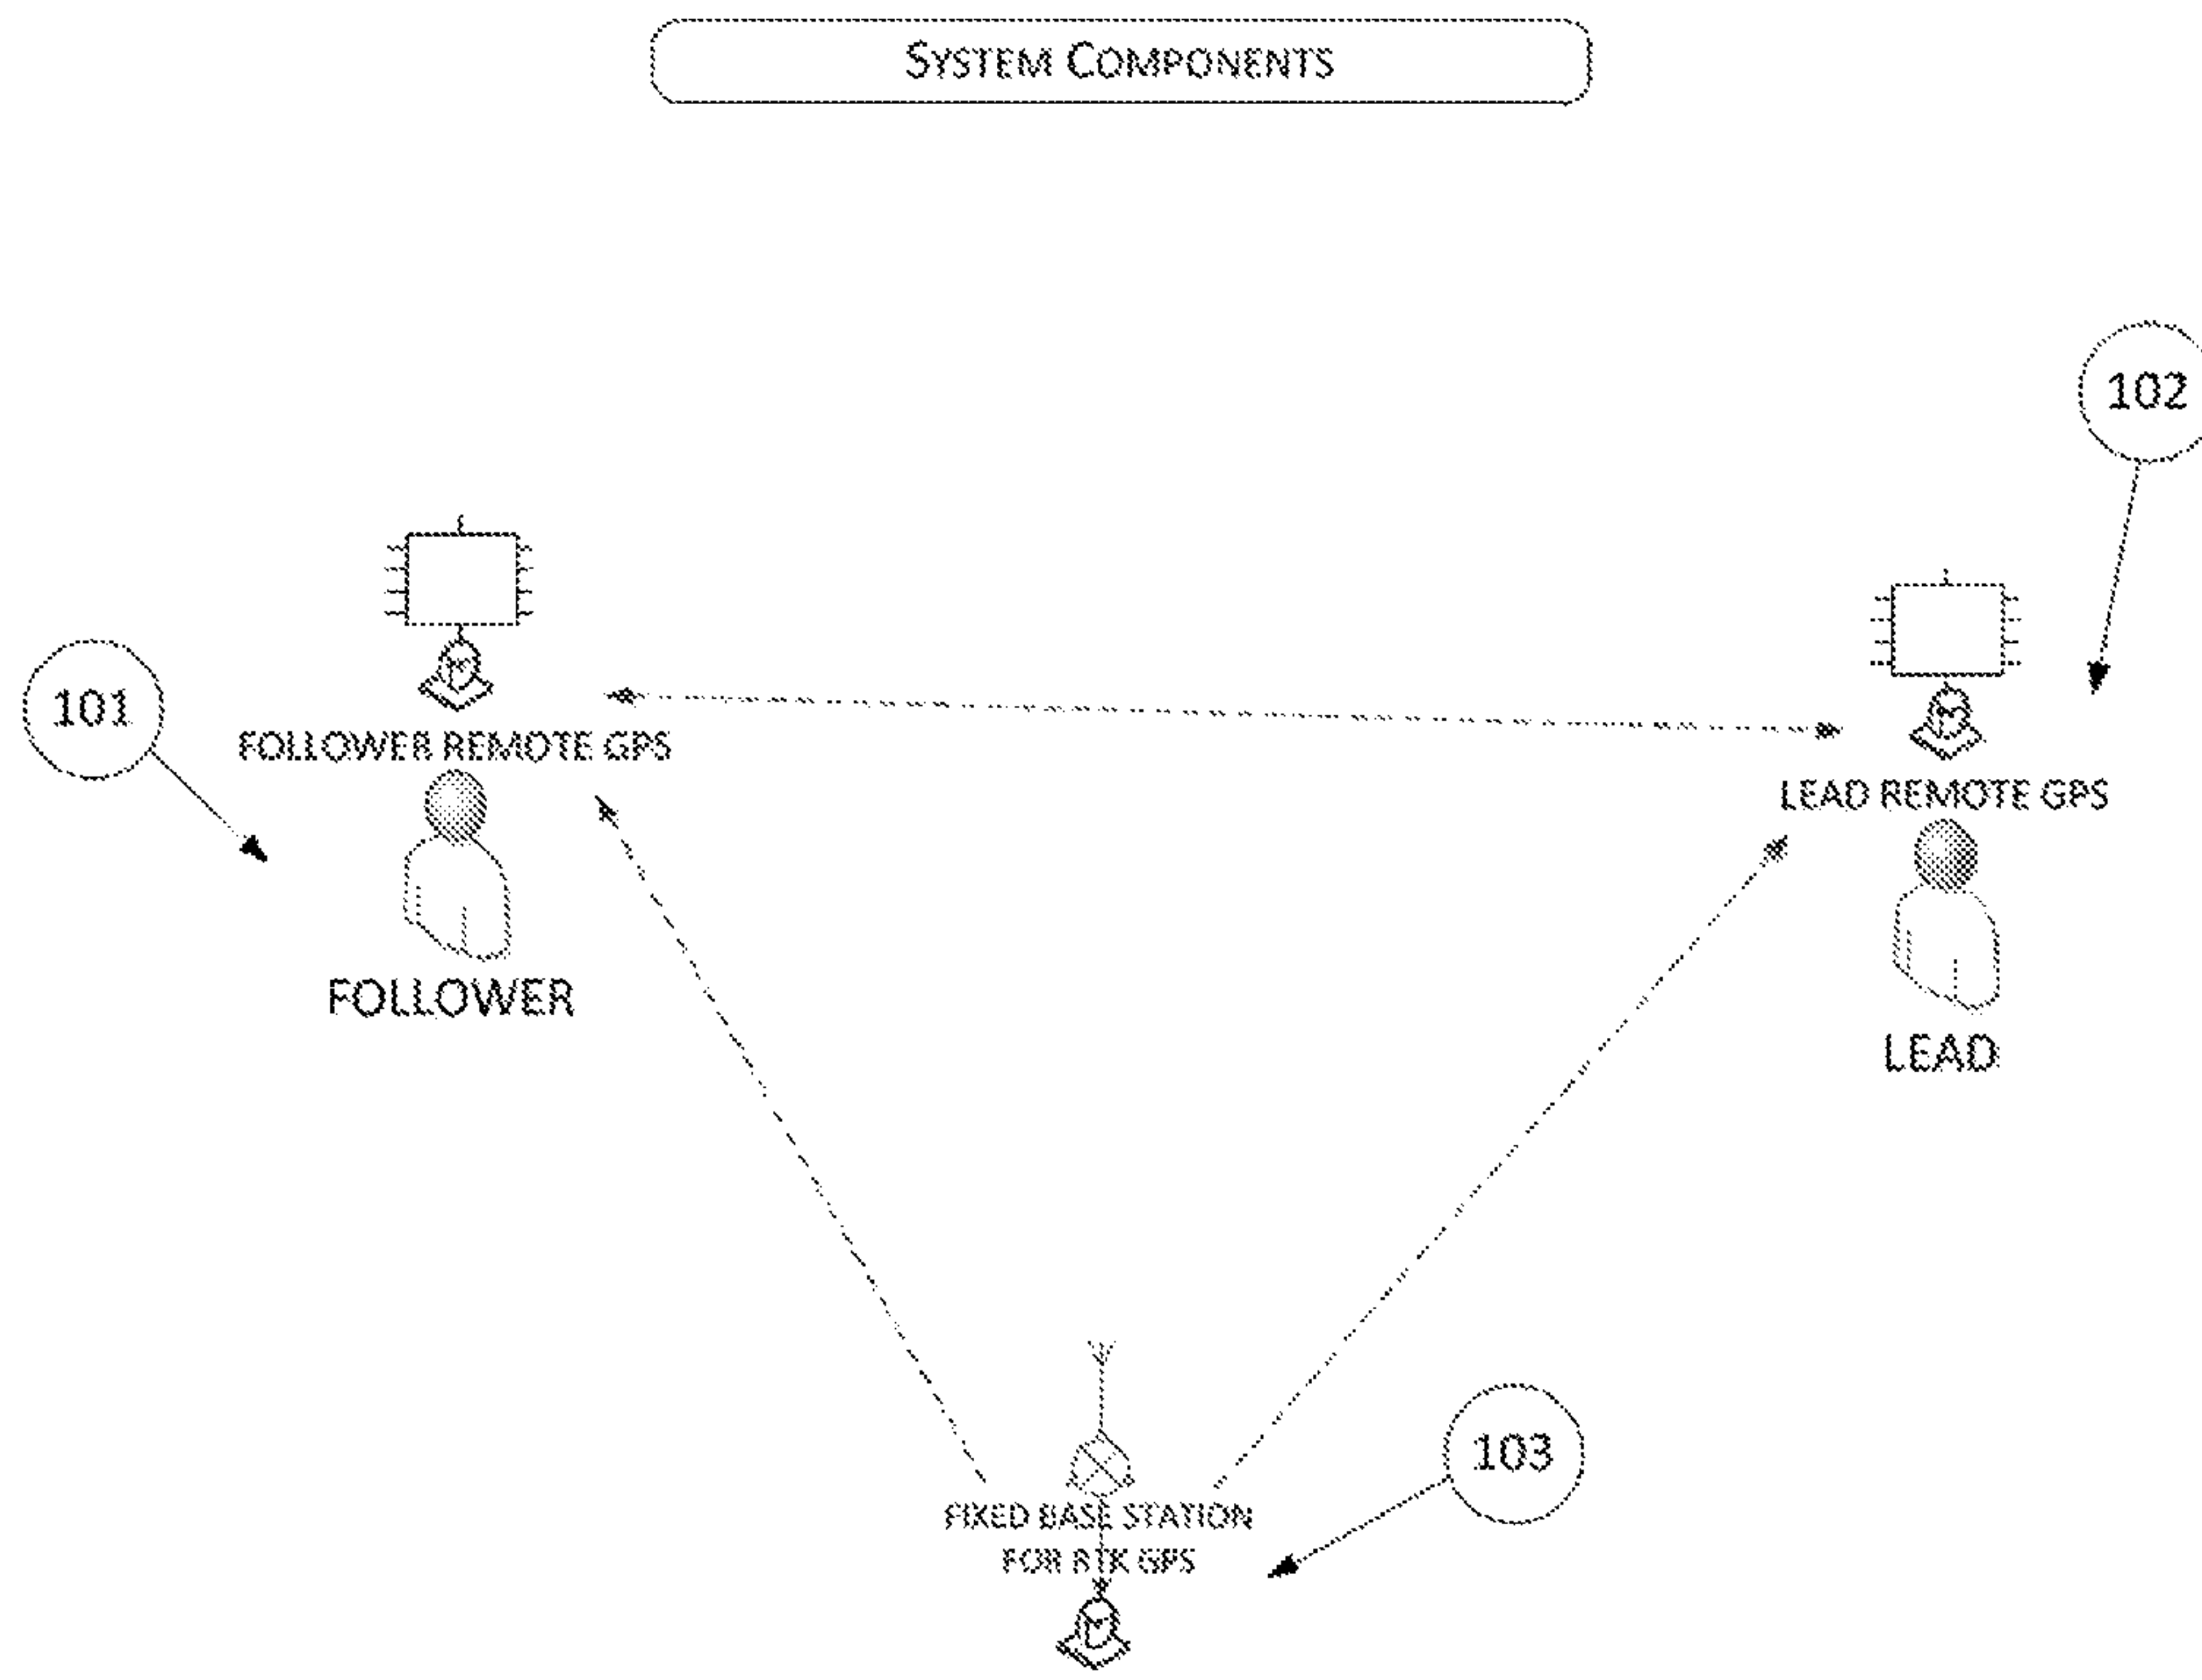 SYSTEM COMPONENTS
102
101
FOLLOWER REMOTE GPS
LEAD REMOTE GPS
FOLLOWER
LEAD
103
FIXED BASE STATION
FOR RTK GPS